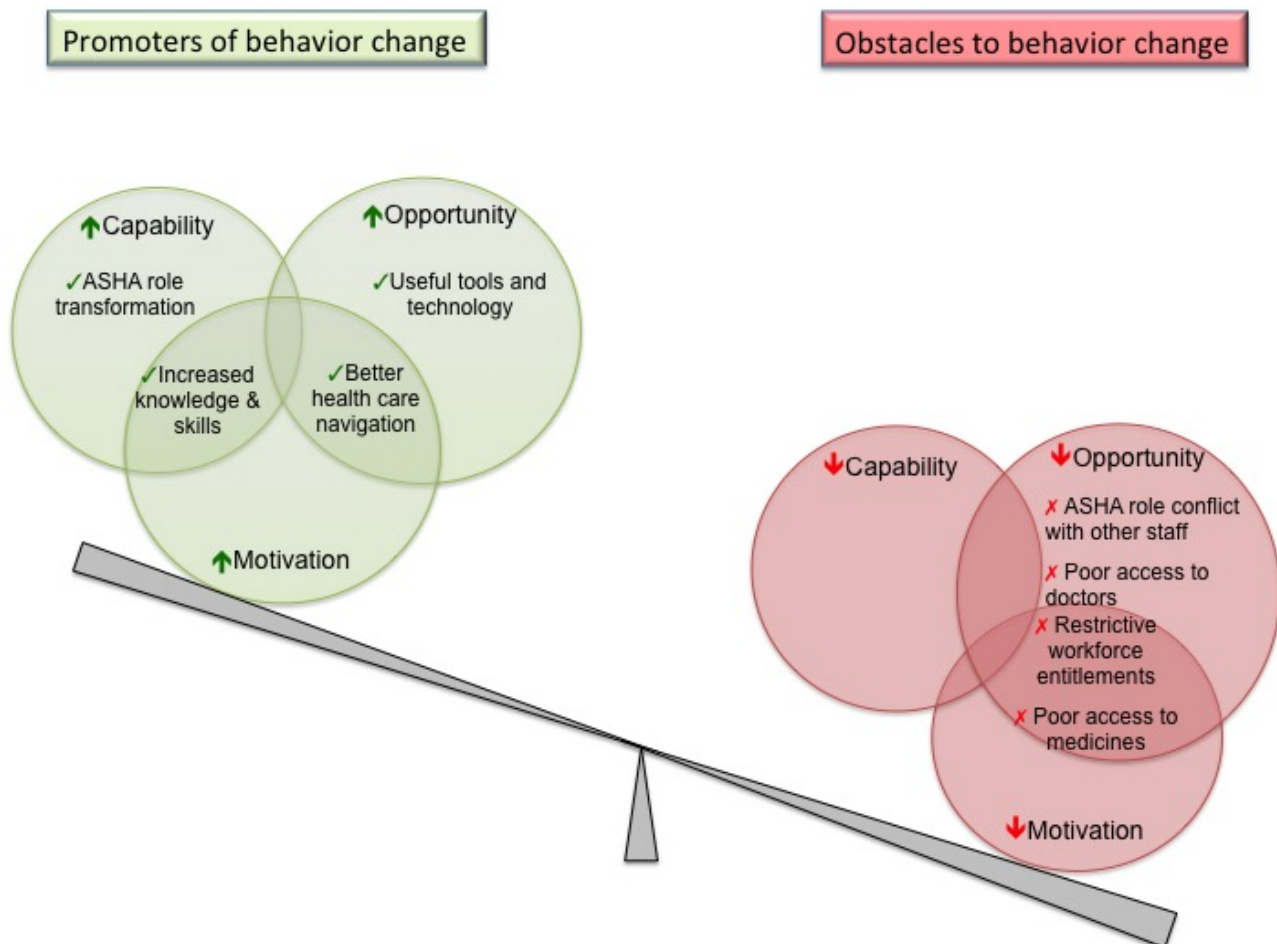 Promoters of behavior change
Obstacles to behavior change
↑Capability
✓ASHA role
transformation
↑Opportunity
✓Useful tools and
technology
✓Increased
knowledge &
skills
✓Better
health care
navigation
↑Motivation
↓Capability
↓Opportunity
✗ ASHA role conflict
with other staff
✗ Poor access to
doctors
✗ Restrictive
workforce
entitlements
✗ Poor access to
medicines
↓Motivation